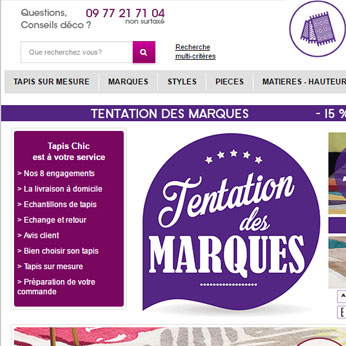 Questions,
Conseils déco ?
09 77 21 71 04
non surtaxé
Que recherchez vous?
Recherche
multi-critères
TAPIS SUR MESURE MARQUES STYLES PIECES MATIERES - HAUTEUR
TENTATION DES MARQUES - 15 %
Tapis Chic
est à votre service
> Nos 8 engagements
> La livraison à domicile
> Echantillons de tapis
> Echange et retour
> Avis client
> Bien choisir son tapis
> Tapis sur mesure
> Préparation de votre
commande
Tentation
des
MARQUES